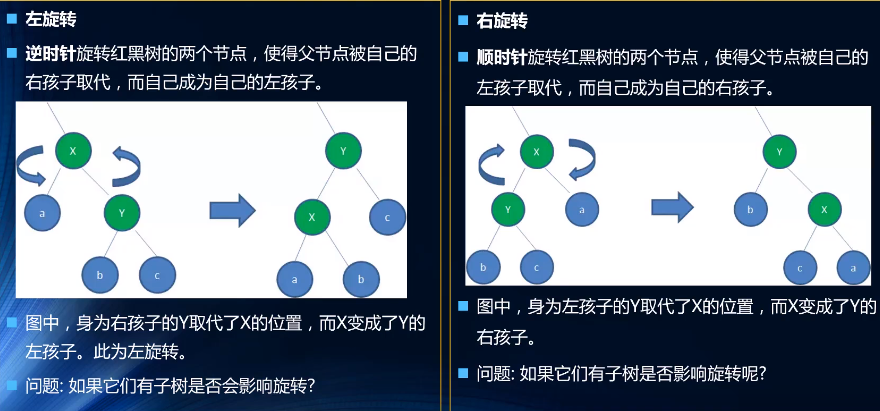 左旋转
逆时针旋转红黑树的两个节点，使得父节点被自己的
右孩子取代，而自己成为自己的左孩子。
X
Y
a
Y
X
c
b
c
a
b
图中，身为右孩子的Y取代了X的位置，而X变成了Y的
左孩子。此为左旋转。
问题: 如果它们有子树是否会影响旋转?
右旋转
顺时针旋转红黑树的两个节点，使得父节点被自己的
左孩子取代，而自己成为自己的右孩子。
X
Y
Y
a
b
X
b
c
c
a
图中，身为左孩子的Y取代了X的位置，而X变成了Y的
右孩子。
问题: 如果它们有子树是否影响旋转呢?